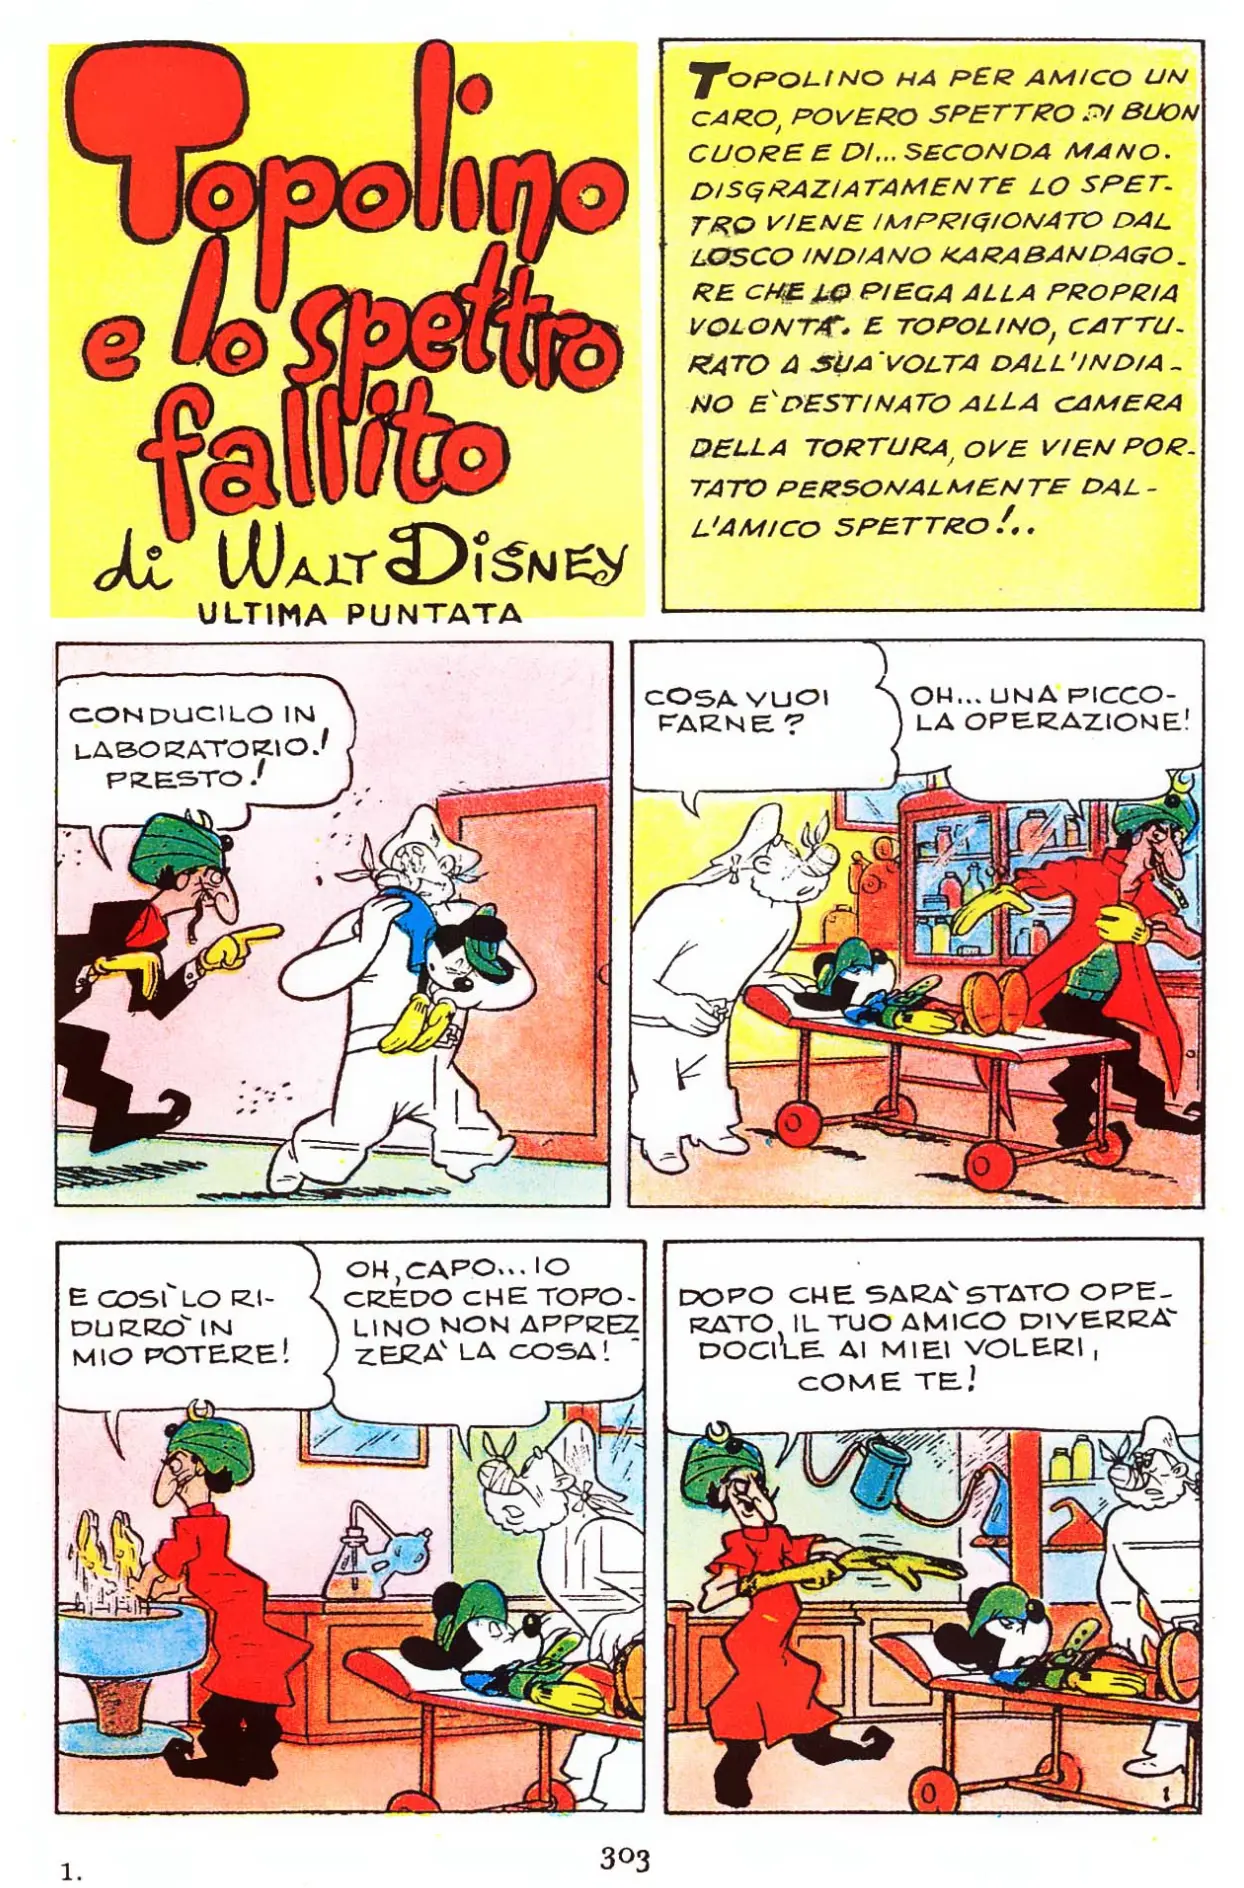 Topolino
e lo spettro
fallito
di WALT DISNEY
ULTIMA PUNTATA
TOPOLINO HA PER AMICO UN
CARO, POVERO SPETTRO DI BUON
CUORE E DI... SECONDA MANO.
DISGRAZIATAMENTE LO SPET-
TRO VIENE IMPRIGIONATO DAL
LOSCO INDIANO KARABANDAGO-
RE CHE LO PIEGA ALLA PROPRIA
VOLONTÀ. E TOPOLINO, CATTU-
RATO A SUA VOLTA DALL'INDIA-
NO E' DESTINATO ALLA CAMERA
DELLA TORTURA, OVE VIEN POR-
TATO PERSONALMENTE DAL-
L'AMICO SPETTRO!..
CONDUCILO IN
LABORATORIO!
PRESTO!
COSA VUOI
FARNE?
OH... UNA PICCO-
LA OPERAZIONE!
E COSÌ LO RI-
DURRÒ IN
MIO POTERE!
OH, CAPO... IO
CREDO CHE TOPO-
LINO NON APPREZ
ZERÀ LA COSA!
DOPO CHE SARÀ STATO OPE-
RATO, IL TUO AMICO DIVERRÀ
DOCILE AI MIEI VOLERI,
COME TE!
1
303
1.